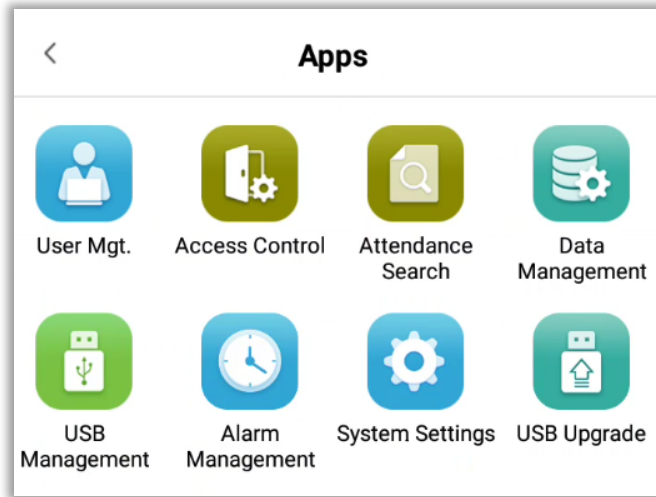 Apps
User Mgt.
Access Control
Attendance
Search
Data
Management
USB
Management
Alarm
Management
System Settings
USB Upgrade